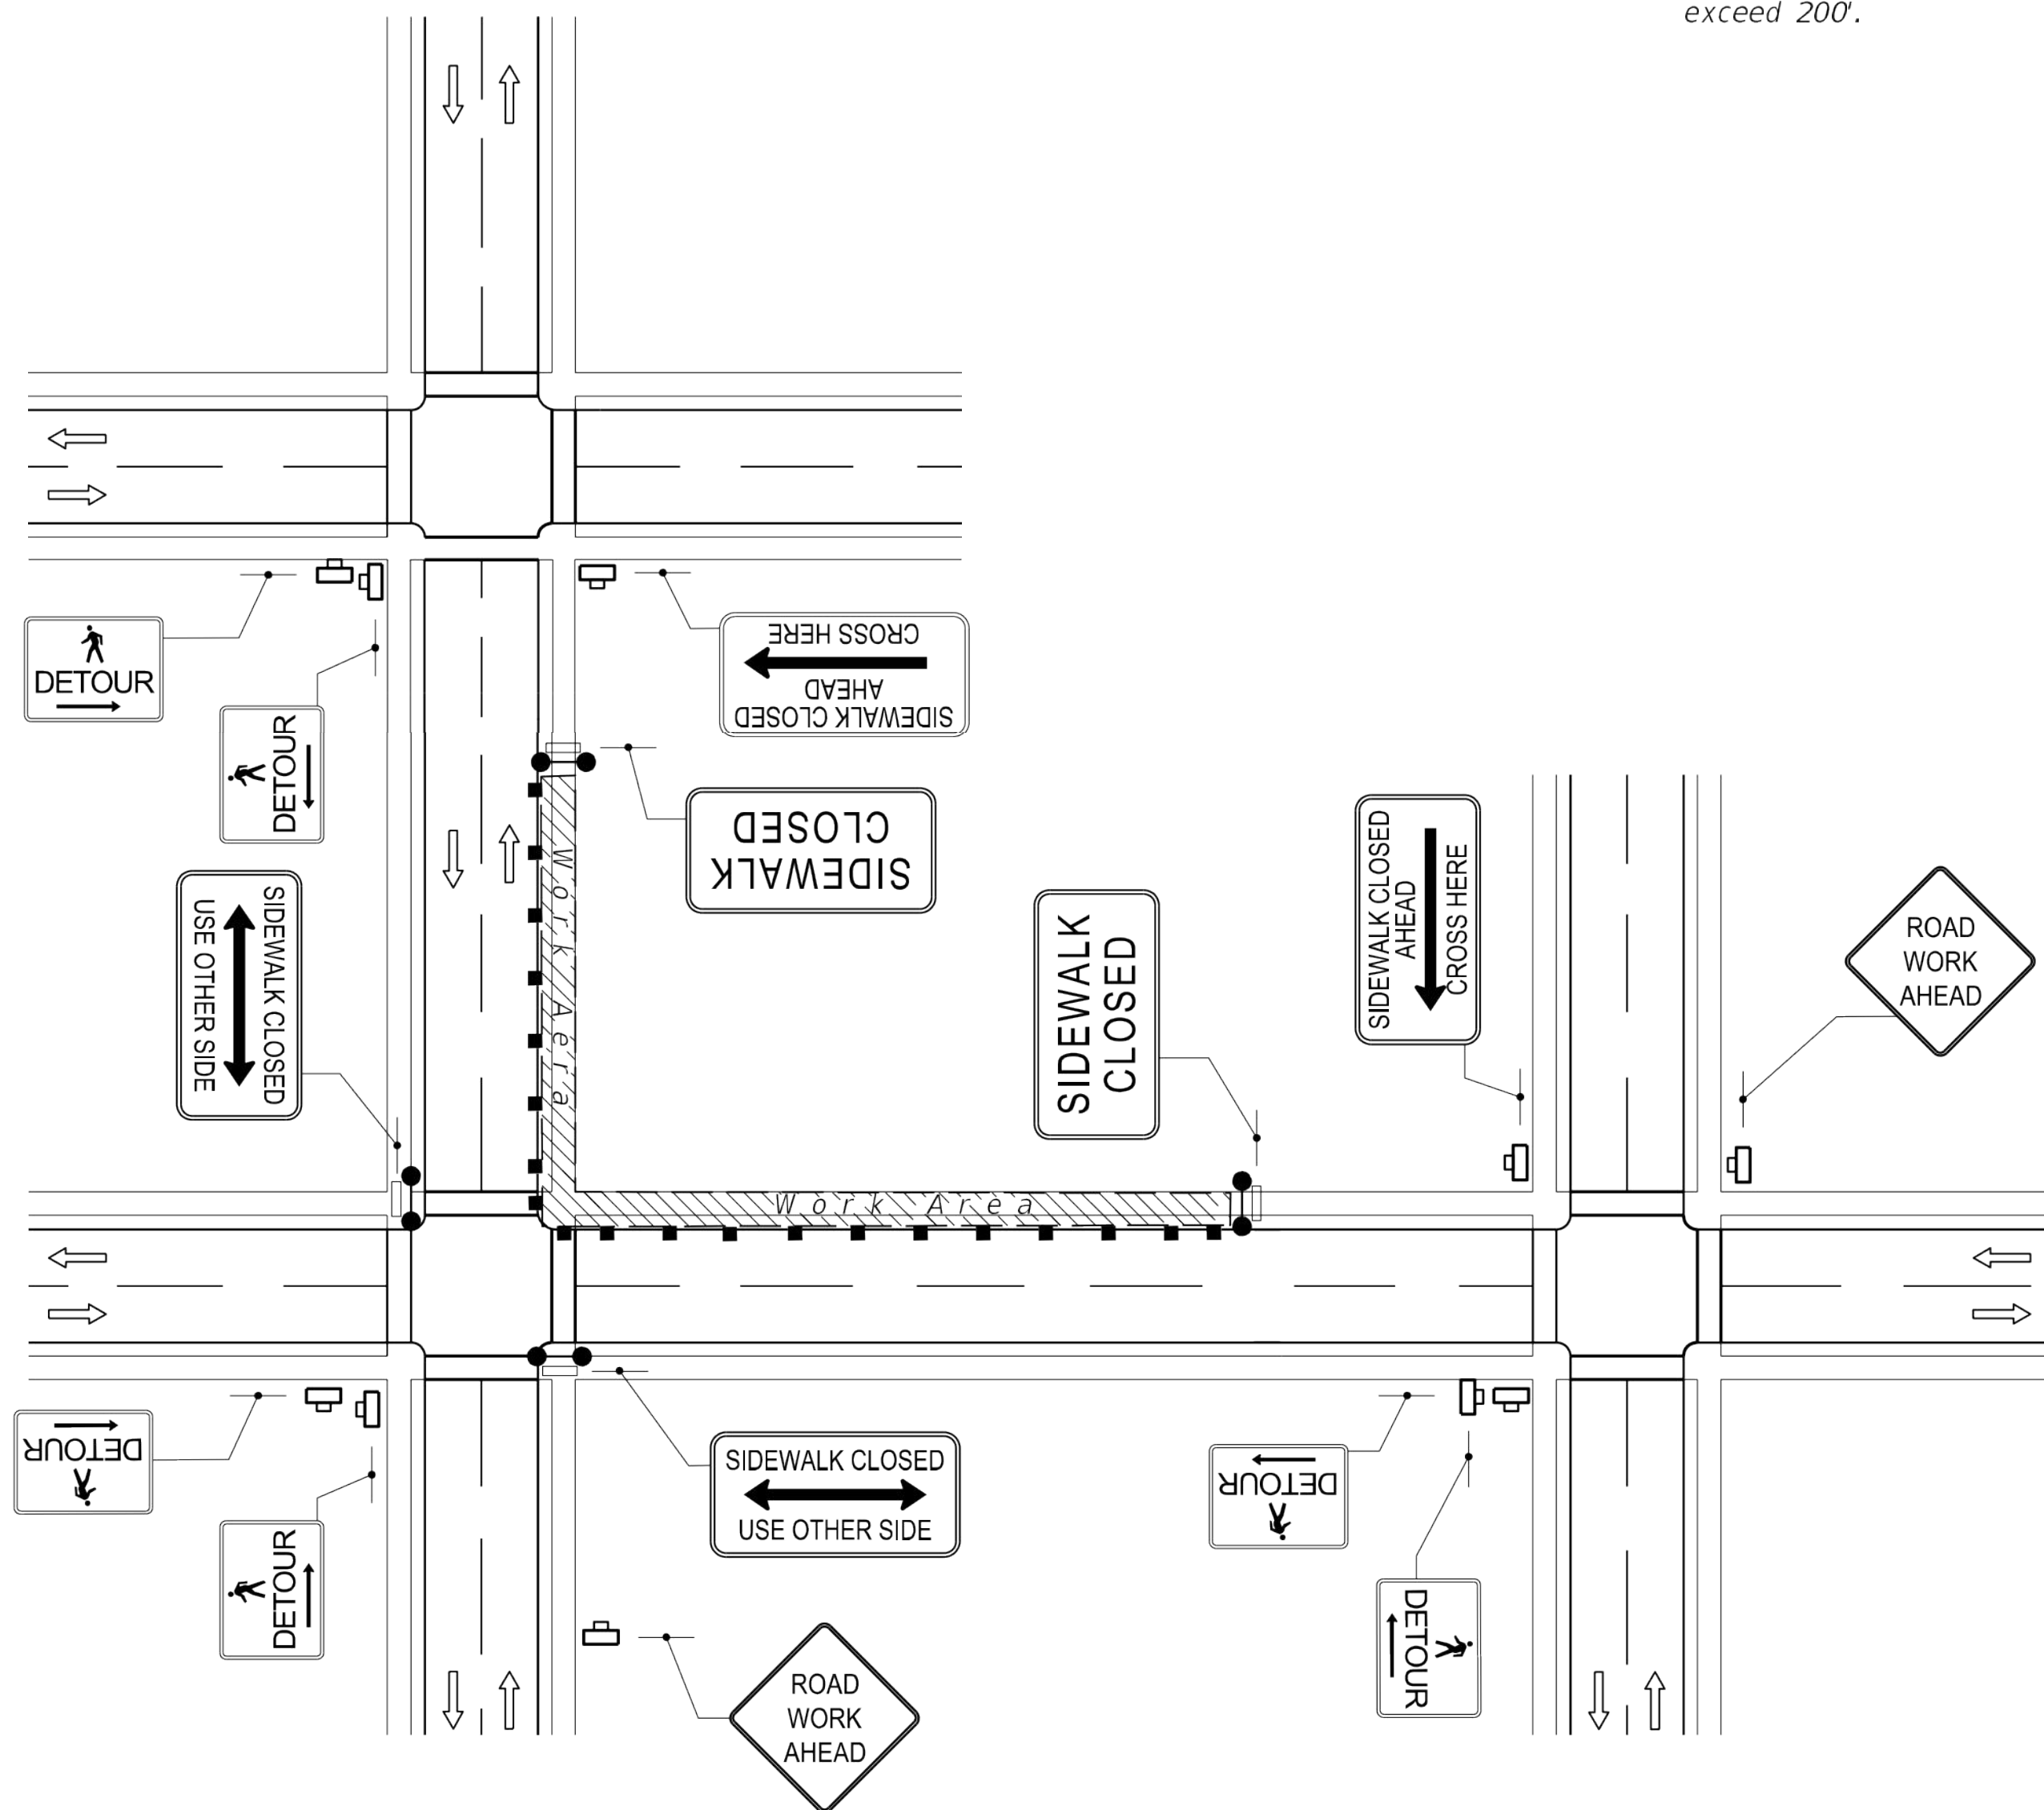 exceed 200'.
DETOUR
CROSS HERE
SIDEWALK CLOSED
AHEAD
DETOUR
SIDEWALK
CLOSED
Work Aera
SIDEWALK CLOSED
USE OTHER SIDE
SIDEWALK
CLOSED
SIDEWALK CLOSED
AHEAD
CROSS HERE
ROAD
WORK
AHEAD
Work Area
DETOUR
DETOUR
SIDEWALK CLOSED
USE OTHER SIDE
DETOUR
DETOUR
ROAD
WORK
AHEAD